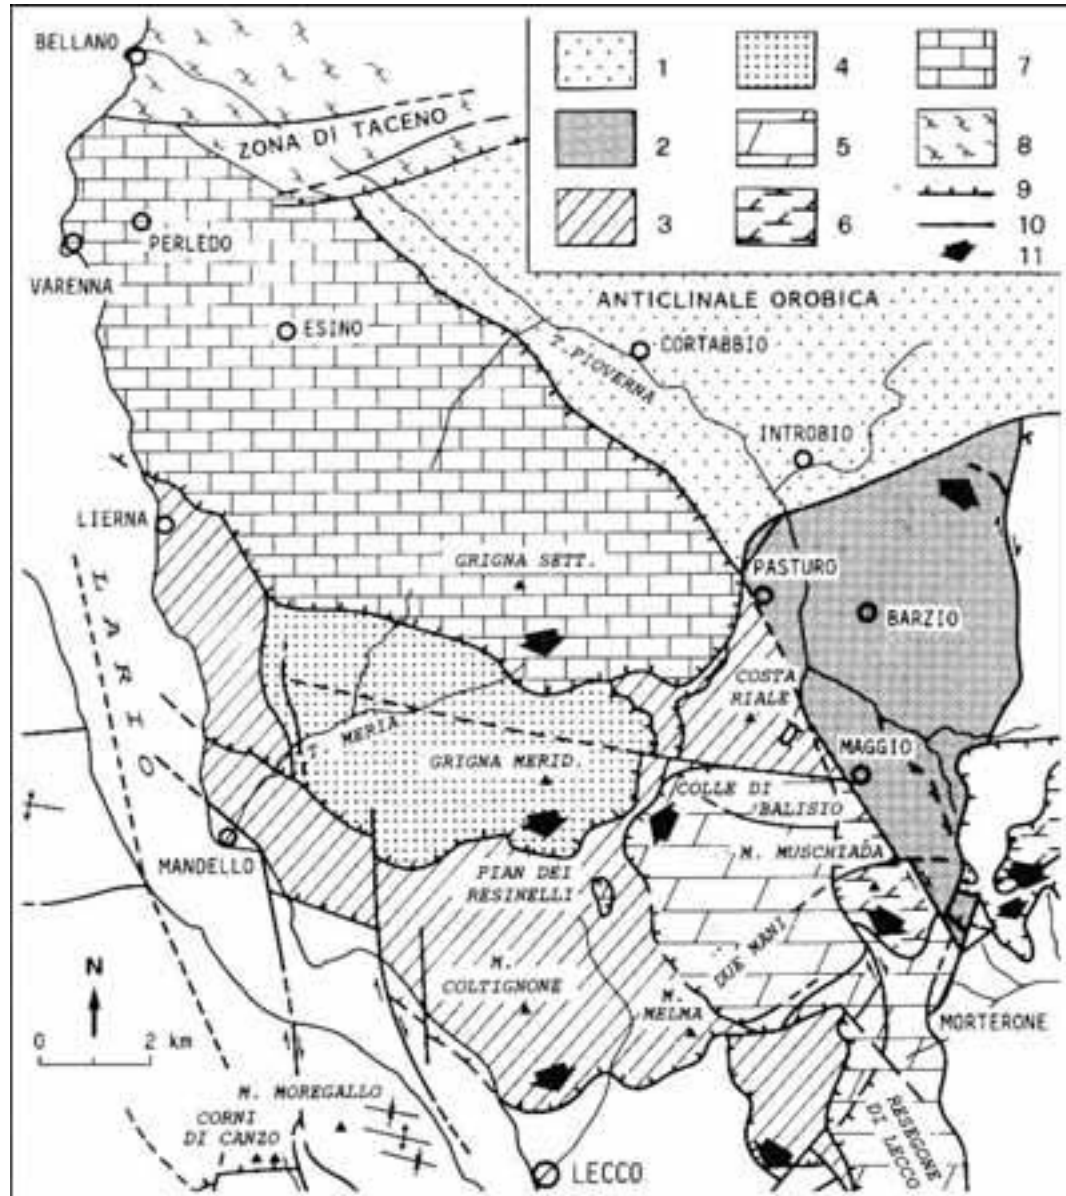 BELLANO
ZONA DI TACENO
1
4
7
2
5
8
3
6
9
10
11
PERLEDO
VARENNA
ESINO
ANTICLINALE OROBICA
CORTABBIO
T. PIOVERNA
INTROBIO
LIERNA
GRIGNA SETT.
PASTURO
BARZIO
LARIO
COSTA
RIALE
T. MERIA
MAGGIO
GRIGNA MERID.
COLLE DI
BALISIO
MANDELLO
M. MUSCHIADA
PIAN DEI
RESINELLI
DUE MANI
N
M.
COLTIGNONE
M.
MELMA
MORTERONE
0 2 km
M. MOREGALLO
CORNI
DI CANZO
RESEGONE
DI LECCO
LECCO